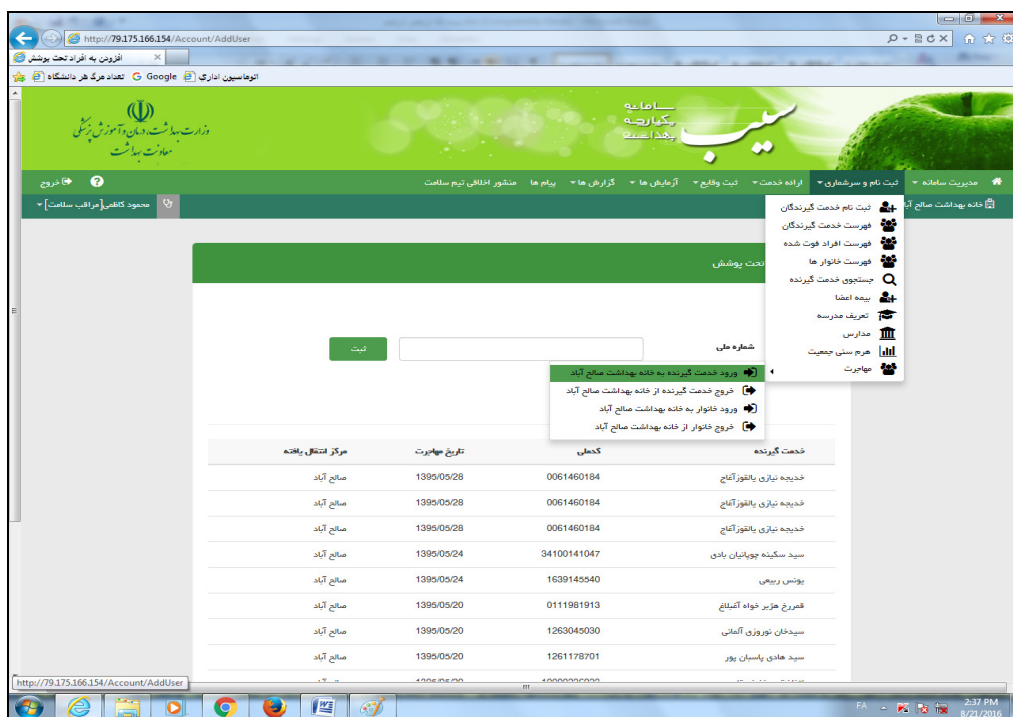 http://79.175.166.154/Account/AddUser
افزودن به افراد تحت پوشش
اتوماسیون اداری Google تعداد مرگ هر دانشگاه
سامانه
یکپارچه
بهداشت
سیب
وزارت بهداشت، درمان و آموزش پزشکی
معاونت بهداشت
مدیریت سامانه ثبت نام و سرشماری ارائه خدمت ثبت وقایع آزمایش ها گزارش ها پیام ها منشور اخلاقی تیم سلامت
خروج
خانه بهداشت صالح آباد
محمود کاظمی[مراقب سلامت]
ثبت نام خدمت گیرندگان
فهرست خدمت گیرندگان
فهرست افراد فوت شده
فهرست خانوار ها
جستجوی خدمت گیرنده
بیمه اعضا
تعریف مدرسه
مدارس
هرم سنی جمعیت
مهاجرت
تحت پوشش
شماره ملی
ثبت
ورود خدمت گیرنده به خانه بهداشت صالح آباد
خروج خدمت گیرنده از خانه بهداشت صالح آباد
ورود خانوار به خانه بهداشت صالح آباد
خروج خانوار از خانه بهداشت صالح آباد
خدمت گیرنده کدملی تاریخ مهاجرت مرکز انتقال یافته
خدیجه نیازی یالقوزآغاج 0061460184 1395/05/28 صالح آباد
خدیجه نیازی یالقوزآغاج 0061460184 1395/05/28 صالح آباد
خدیجه نیازی یالقوزآغاج 0061460184 1395/05/28 صالح آباد
سید سکینه چوپانیان بادی 34100141047 1395/05/24 صالح آباد
یونس ربیعی 1639145540 1395/05/24 صالح آباد
قمررخ هژبر خواه آغبلاغ 0111981913 1395/05/20 صالح آباد
سیدخان نوروزی آلمانی 1263045030 1395/05/20 صالح آباد
سید هادی پاسبان پور 1261178701 1395/05/20 صالح آباد
http://79.175.166.154/Account/AddUser
FA
2:37 PM
8/21/2016